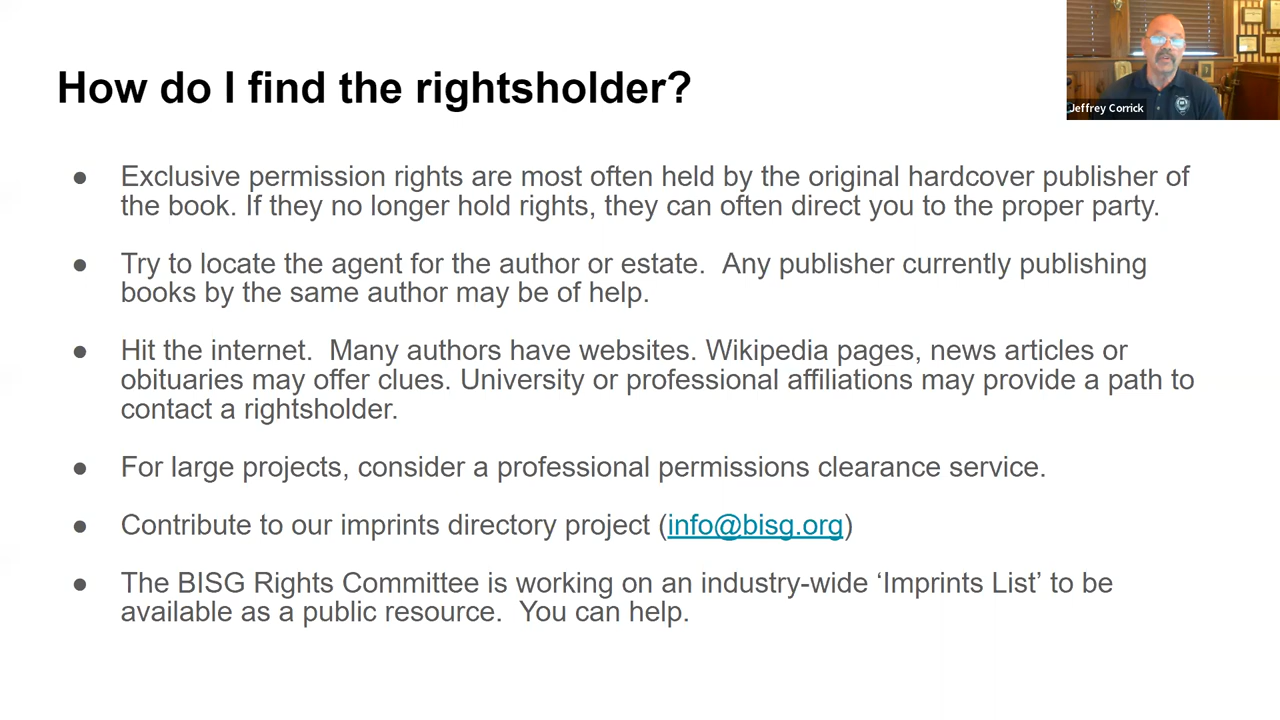 How do I find the rightsholder?
Jeffrey Corrick
● Exclusive permission rights are most often held by the original hardcover publisher of
the book. If they no longer hold rights, they can often direct you to the proper party.
● Try to locate the agent for the author or estate.  Any publisher currently publishing
books by the same author may be of help.
● Hit the internet.  Many authors have websites. Wikipedia pages, news articles or
obituaries may offer clues. University or professional affiliations may provide a path to
contact a rightsholder.
● For large projects, consider a professional permissions clearance service.
● Contribute to our imprints directory project (info@bisg.org)
● The BISG Rights Committee is working on an industry-wide ‘Imprints List’ to be
available as a public resource.  You can help.